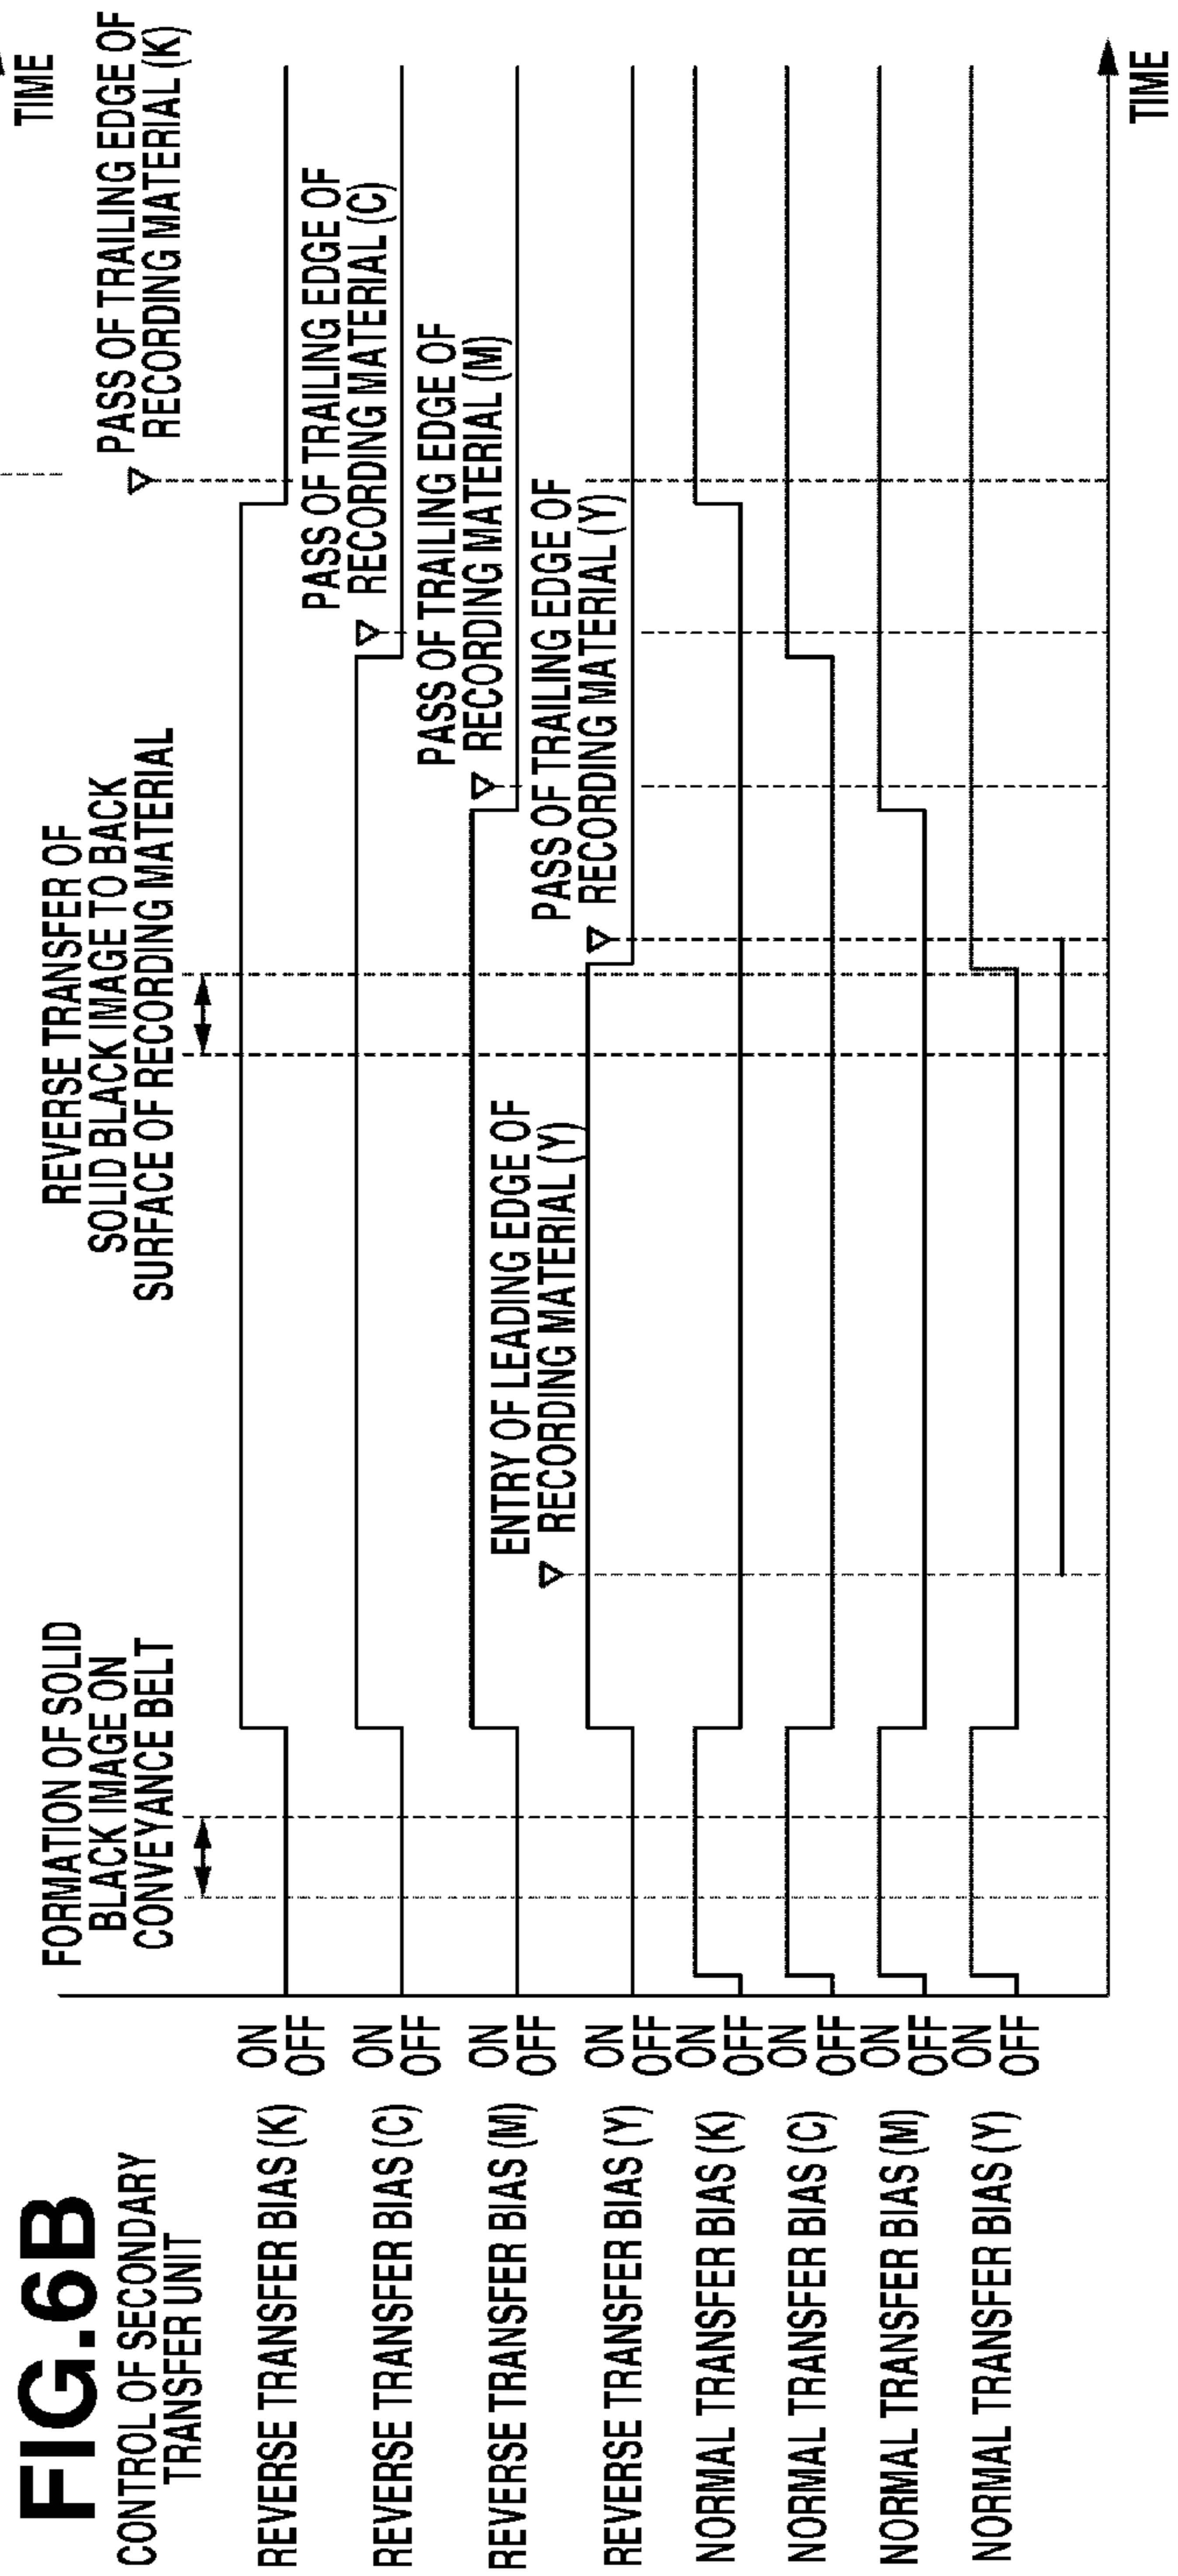 FIG.6B
CONTROL OF SECONDARY
TRANSFER UNIT
FORMATION OF SOLID
BLACK IMAGE ON
CONVEYANCE BELT
REVERSE TRANSFER OF
SOLID BLACK IMAGE TO BACK
SURFACE OF RECORDING MATERIAL
TIME
PASS OF TRAILING EDGE OF
RECORDING MATERIAL (K)
REVERSE TRANSFER BIAS (K)
ON
OFF
PASS OF TRAILING EDGE OF
RECORDING MATERIAL (C)
REVERSE TRANSFER BIAS (C)
ON
OFF
PASS OF TRAILING EDGE OF
RECORDING MATERIAL (M)
REVERSE TRANSFER BIAS (M)
ON
OFF
ENTRY OF LEADING EDGE OF
RECORDING MATERIAL (Y)
PASS OF TRAILING EDGE OF
RECORDING MATERIAL (Y)
REVERSE TRANSFER BIAS (Y)
ON
OFF
NORMAL TRANSFER BIAS (K)
ON
OFF
NORMAL TRANSFER BIAS (C)
ON
OFF
NORMAL TRANSFER BIAS (M)
ON
OFF
NORMAL TRANSFER BIAS (Y)
ON
OFF
TIME